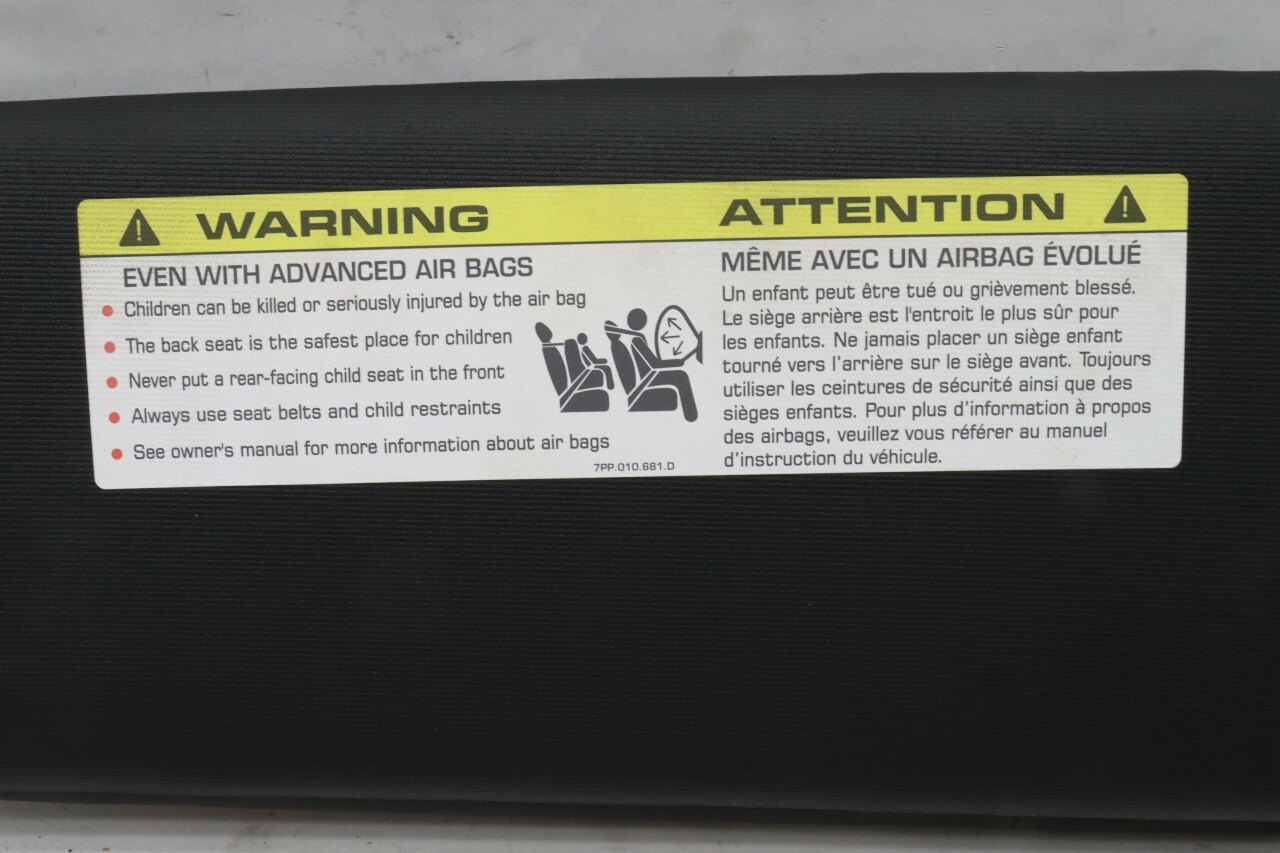 WARNING
EVEN WITH ADVANCED AIR BAGS
Children can be killed or seriously injured by the air bag
The back seat is the safest place for children
Never put a rear-facing child seat in the front
Always use seat belts and child restraints
See owner's manual for more information about air bags
7PP.010.681.D
ATTENTION
MÊME AVEC UN AIRBAG ÉVOLUÉ
Un enfant peut être tué ou grièvement blessé.
Le siège arrière est l'entroit le plus sûr pour
les enfants. Ne jamais placer un siège enfant
tourné vers l'arrière sur le siège avant. Toujours
utiliser les ceintures de sécurité ainsi que des
sièges enfants. Pour plus d'information à propos
des airbags, veuillez vous référer au manuel
d'instruction du véhicule.